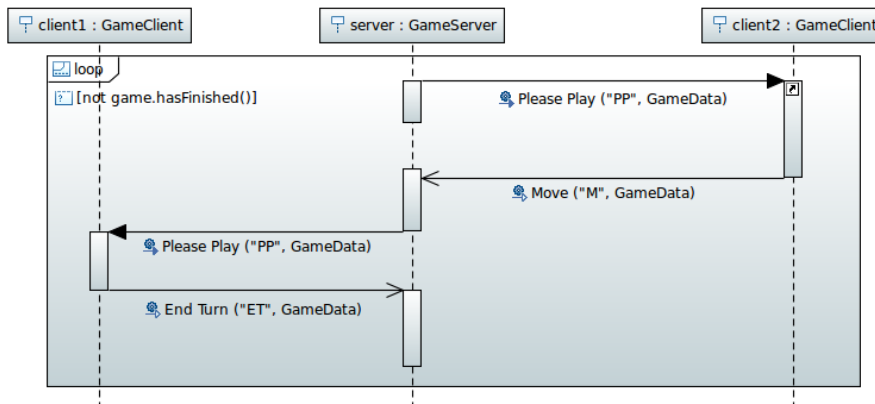 client1 : GameClient
server : GameServer
client2 : GameClient
loop
[not game.hasFinished()]
Please Play ("PP", GameData)
Move ("M", GameData)
Please Play ("PP", GameData)
End Turn ("ET", GameData)